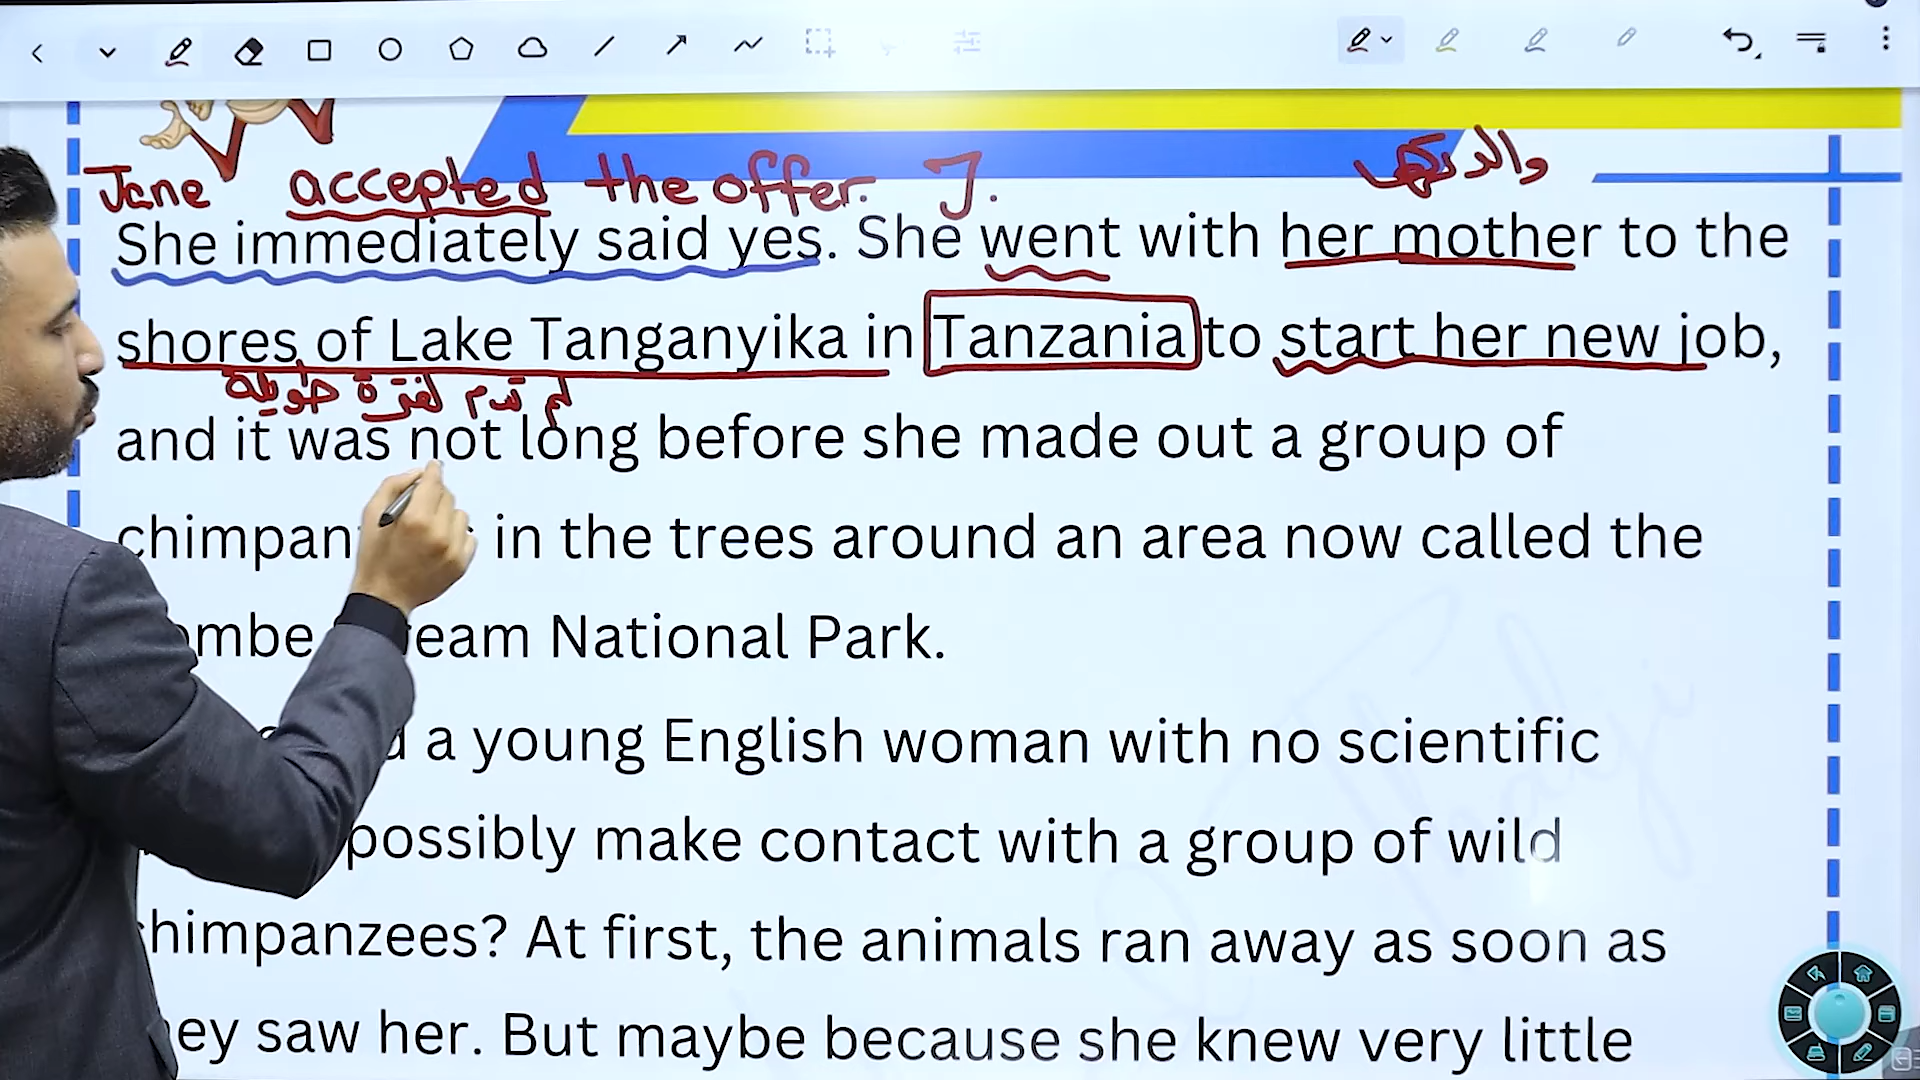 والدتها
Jane accepted the offer. J.
She immediately said yes. She went with her mother to the
shores of Lake Tanganyika in Tanzania to start her new job,
لم تدم لفترة طويلة
and it was not long before she made out a group of
chimpan in the trees around an area now called the
mbe ream National Park.
d a young English woman with no scientific
possibly make contact with a group of wild
himpanzees? At first, the animals ran away as soon as
hey saw her. But maybe because she knew very little